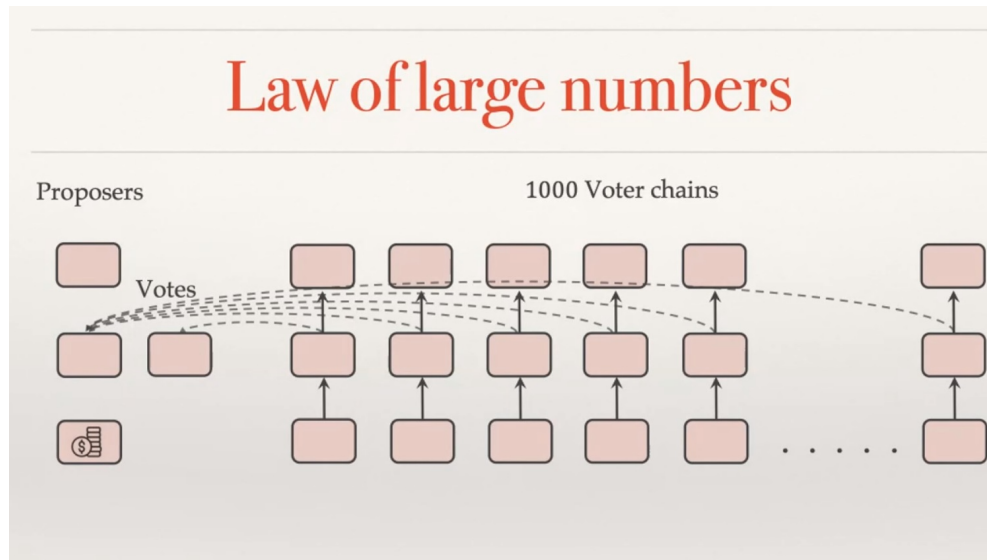 Law of large numbers
Proposers
1000 Voter chains
Votes
$
. . . . .